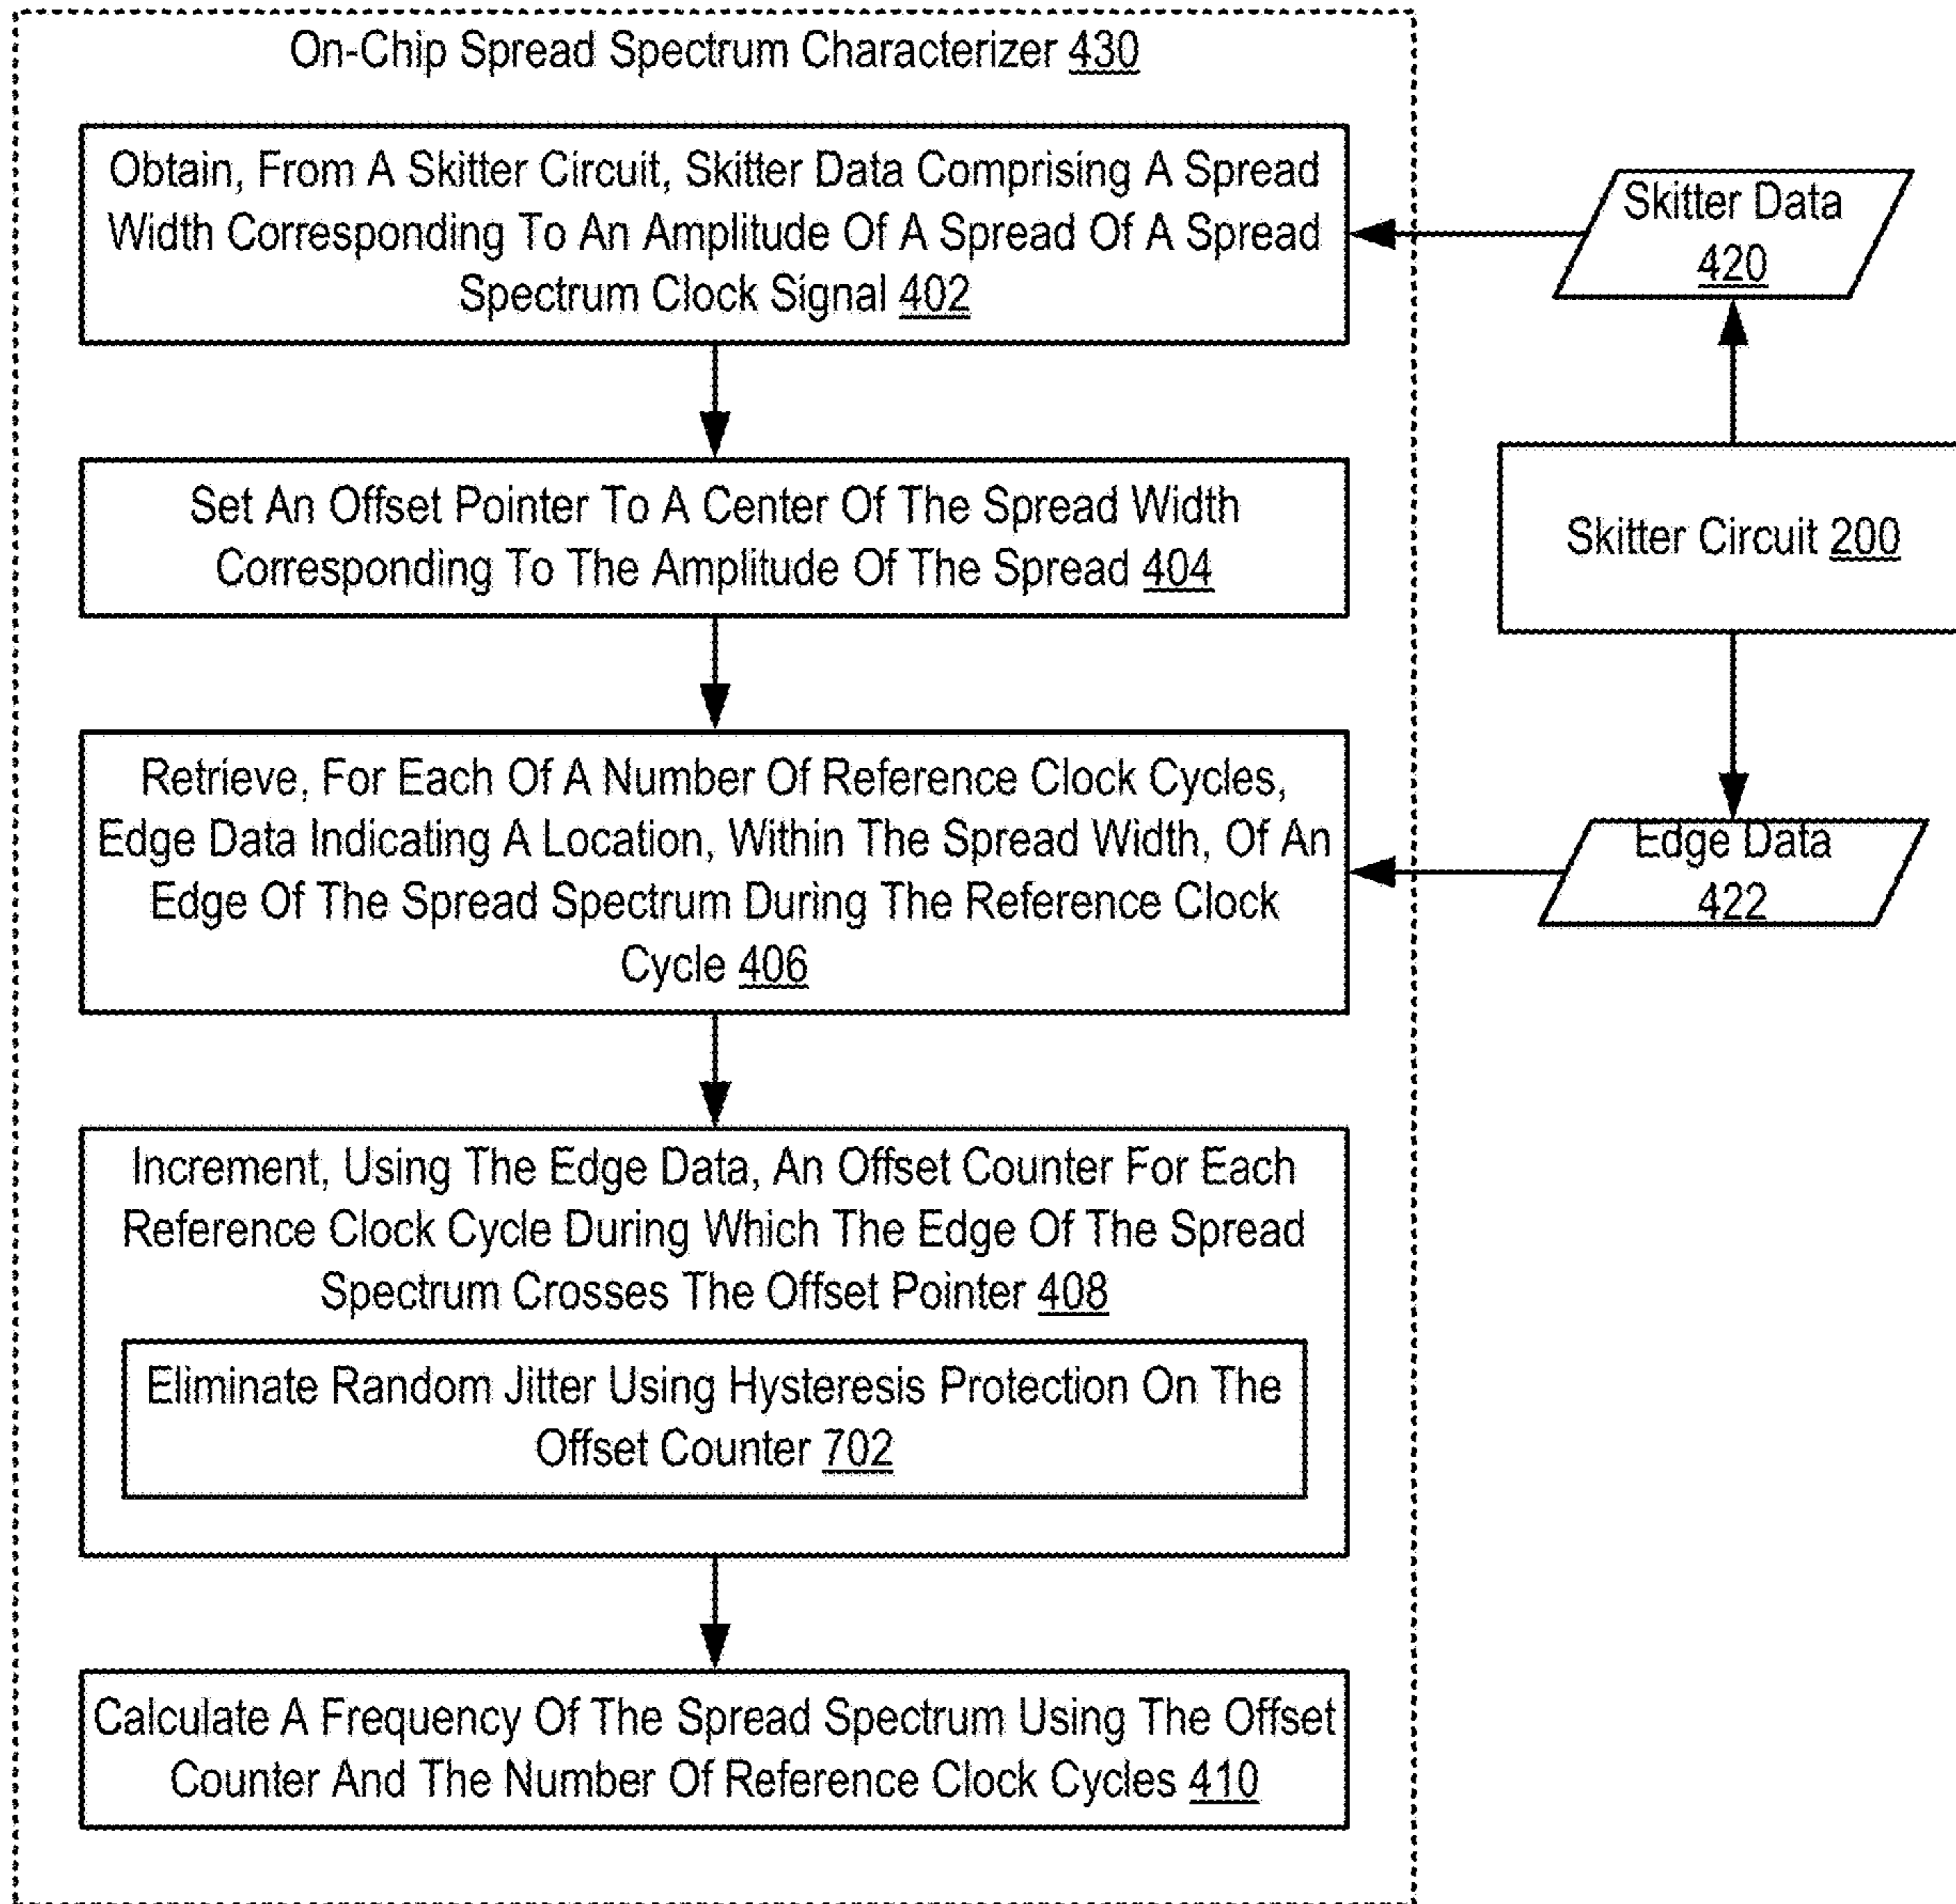 On-Chip Spread Spectrum Characterizer 430
Obtain, From A Skitter Circuit, Skitter Data Comprising A Spread
Width Corresponding To An Amplitude Of A Spread Of A Spread
Spectrum Clock Signal 402
Skitter Data
420
Set An Offset Pointer To A Center Of The Spread Width
Corresponding To The Amplitude Of The Spread 404
Skitter Circuit 200
Retrieve, For Each Of A Number Of Reference Clock Cycles,
Edge Data Indicating A Location, Within The Spread Width, Of An
Edge Of The Spread Spectrum During The Reference Clock
Cycle 406
Edge Data
422
Increment, Using The Edge Data, An Offset Counter For Each
Reference Clock Cycle During Which The Edge Of The Spread
Spectrum Crosses The Offset Pointer 408
Eliminate Random Jitter Using Hysteresis Protection On The
Offset Counter 702
Calculate A Frequency Of The Spread Spectrum Using The Offset
Counter And The Number Of Reference Clock Cycles 410